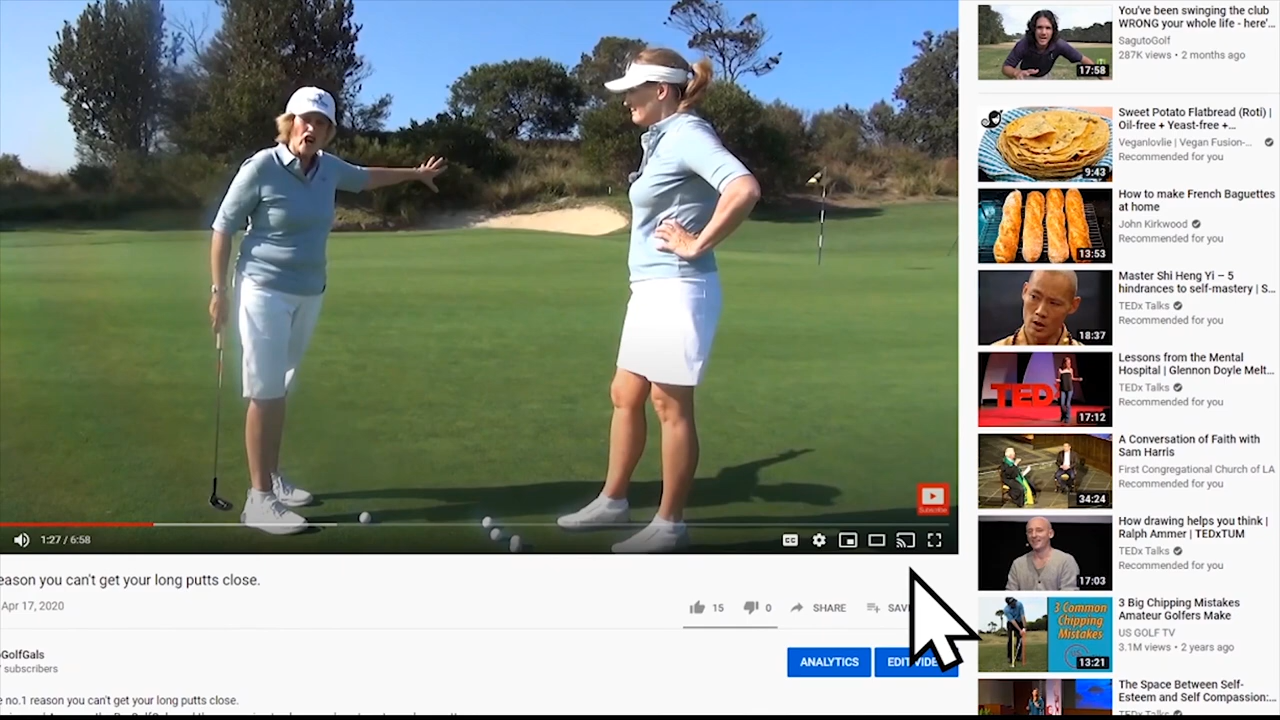 Subscribe
1:27 / 6:58
CC
eason you can't get your long putts close.
Apr 17, 2020
15
0
SHARE
SAV
GolfGals
subscribers
ANALYTICS
EDIT VIDE
no.1 reason you can't get your long putts close.
You've been swinging the club
WRONG your whole life - here'...
SagutoGolf
287K views • 2 months ago
17:58
Sweet Potato Flatbread (Roti) |
Oil-free + Yeast-free +...
Veganlovlie | Vegan Fusion-...
Recommended for you
9:43
How to make French Baguettes
at home
John Kirkwood
Recommended for you
13:53
Master Shi Heng Yi – 5
hindrances to self-mastery | S...
TEDx Talks
Recommended for you
18:37
Lessons from the Mental
Hospital | Glennon Doyle Melt...
TEDx Talks
Recommended for you
TED
17:12
A Conversation of Faith with
Sam Harris
First Congregational Church of LA
Recommended for you
34:24
How drawing helps you think |
Ralph Ammer | TEDxTUM
TEDx Talks
Recommended for you
17:03
3 Big Chipping Mistakes
Amateur Golfers Make
US GOLF TV
3.1M views • 2 years ago
3 Common
Chipping
Mistakes
13:21
The Space Between Self-
Esteem and Self Compassion:...
TEDx Talks